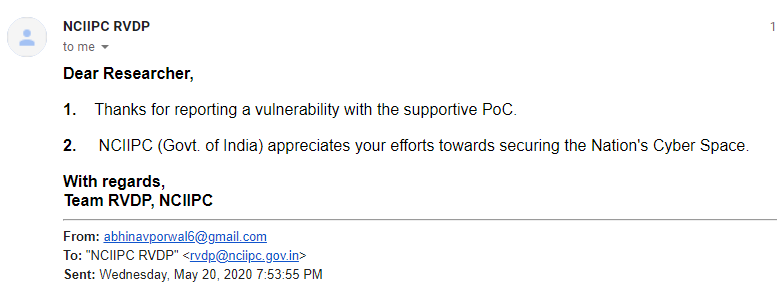 NCIIPC RVDP
1
to me
Dear Researcher,
1. Thanks for reporting a vulnerability with the supportive PoC.
2. NCIIPC (Govt. of India) appreciates your efforts towards securing the Nation's Cyber Space.
With regards,
Team RVDP, NCIIPC
From: abhinavporwal6@gmail.com
To: "NCIIPC RVDP" <rvdp@nciipc.gov.in>
Sent: Wednesday, May 20, 2020 7:53:55 PM